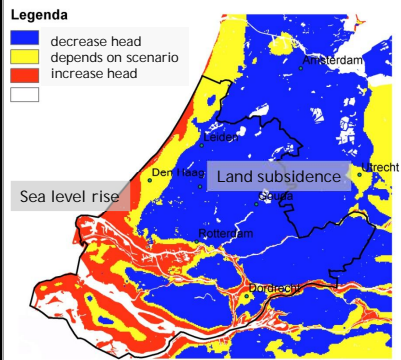 Legenda
decrease head
depends on scenario
increase head
Amsterdam
Leiden
Den Haag
Land subsidence
Utrecht
Sea level rise
Gouda
Rotterdam
Dordrecht